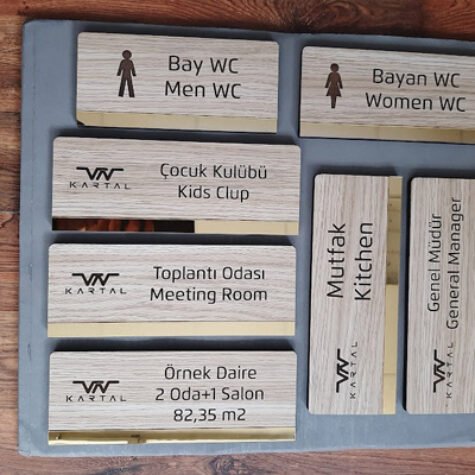 Bay WC
Men WC
Bayan WC
Women WC
Çocuk Kulübü
Kids Clup
KARTAL
Toplantı Odası
Meeting Room
KARTAL
Örnek Daire
2 Oda+1 Salon
82,35 m2
KARTAL
Mutfak
Kitchen
Genel Müdür
General Manager
KARTAL